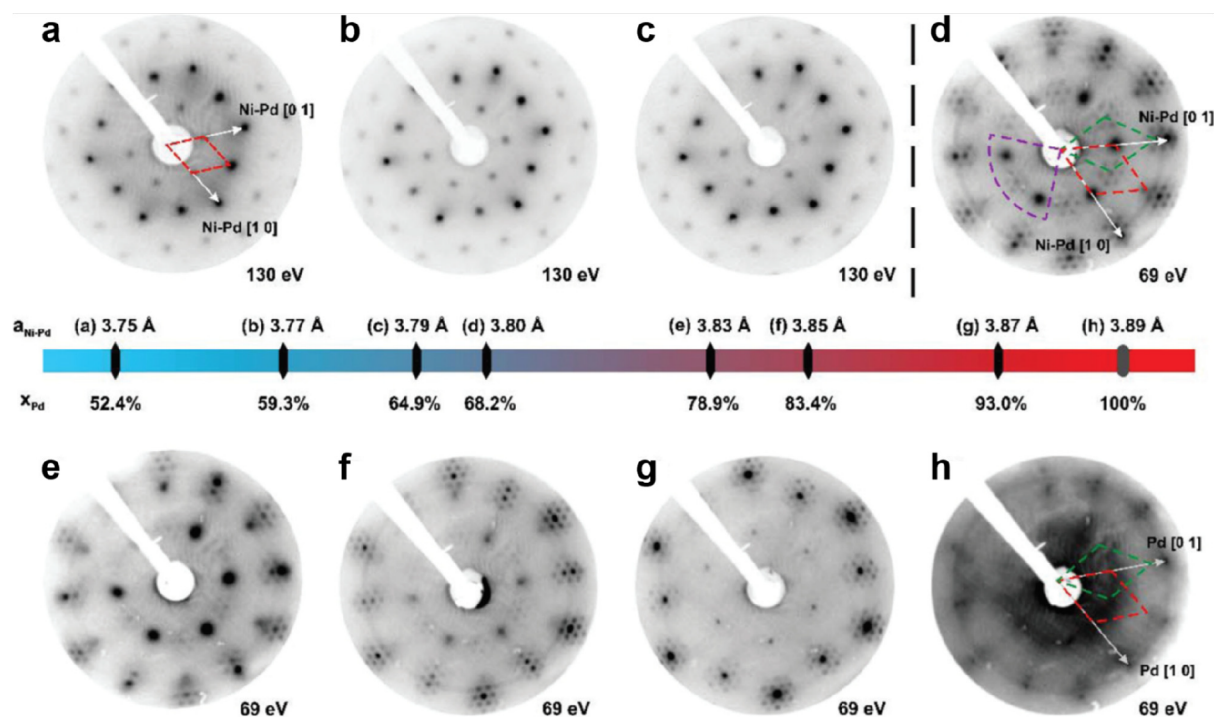 a
b
c
d
Ni-Pd [0 1]
Ni-Pd [1 0]
Ni-Pd [0 1]
Ni-Pd [1 0]
130 eV
130 eV
130 eV
69 eV
a_Ni-Pd
(a) 3.75 Å
(b) 3.77 Å
(c) 3.79 Å
(d) 3.80 Å
(e) 3.83 Å
(f) 3.85 Å
(g) 3.87 Å
(h) 3.89 Å
x_Pd
52.4%
59.3%
64.9%
68.2%
78.9%
83.4%
93.0%
100%
e
f
g
h
Pd [0 1]
Pd [1 0]
69 eV
69 eV
69 eV
69 eV